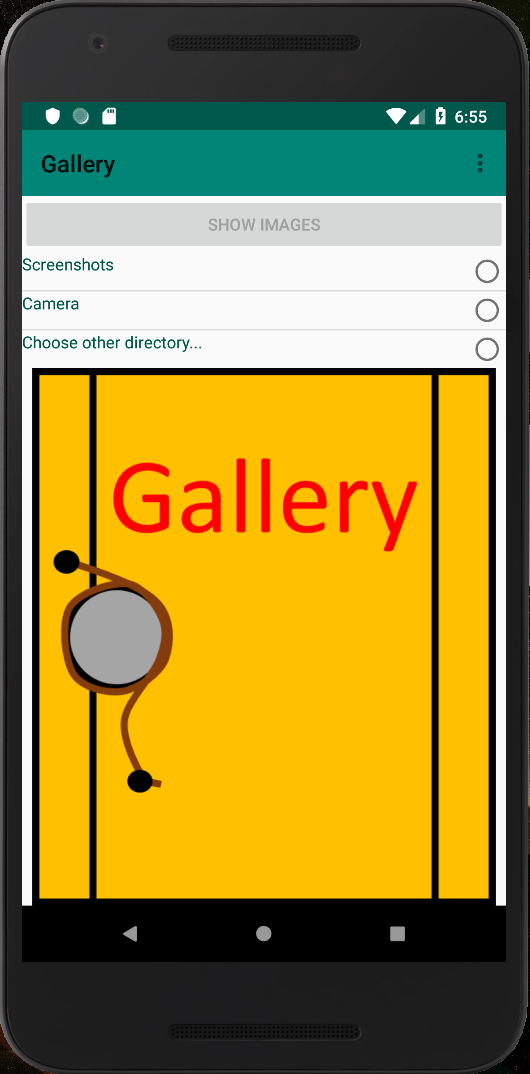 6:55
Gallery
SHOW IMAGES
Screenshots
Camera
Choose other directory...
Gallery